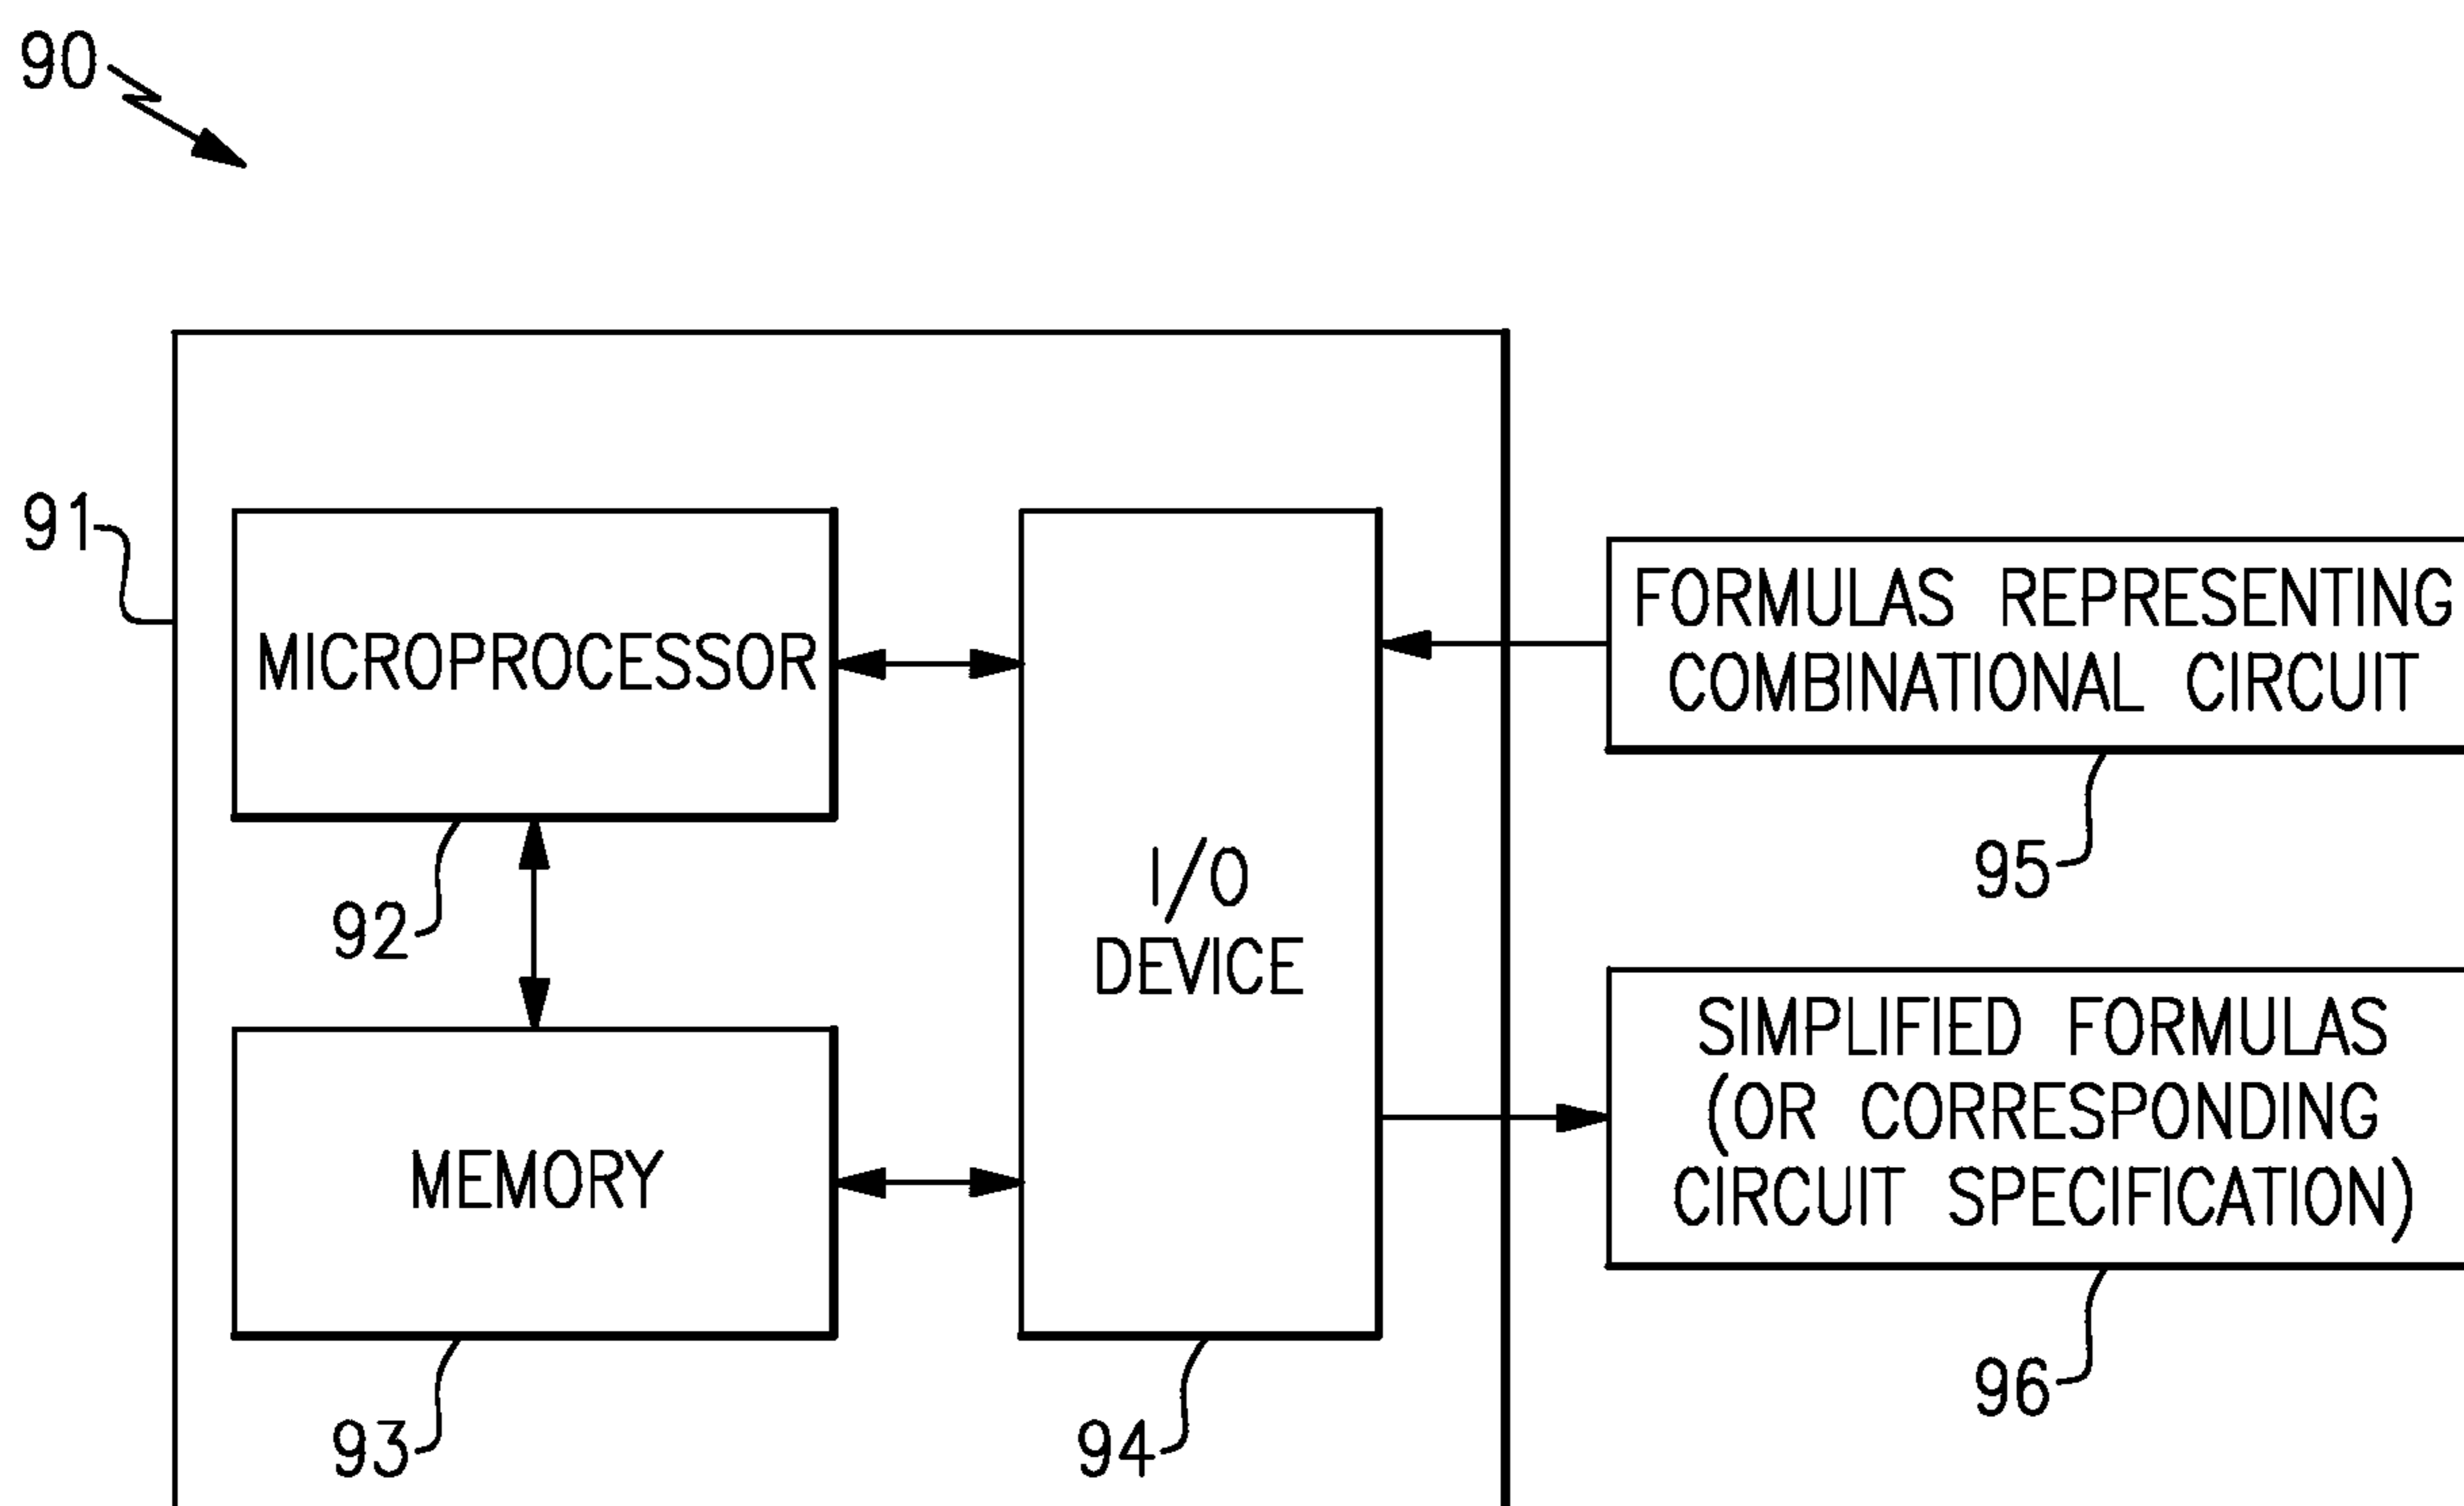 90
91
MICROPROCESSOR
92
MEMORY
93
I/O
DEVICE
94
FORMULAS REPRESENTING
COMBINATIONAL CIRCUIT
95
SIMPLIFIED FORMULAS
(OR CORRESPONDING
CIRCUIT SPECIFICATION)
96